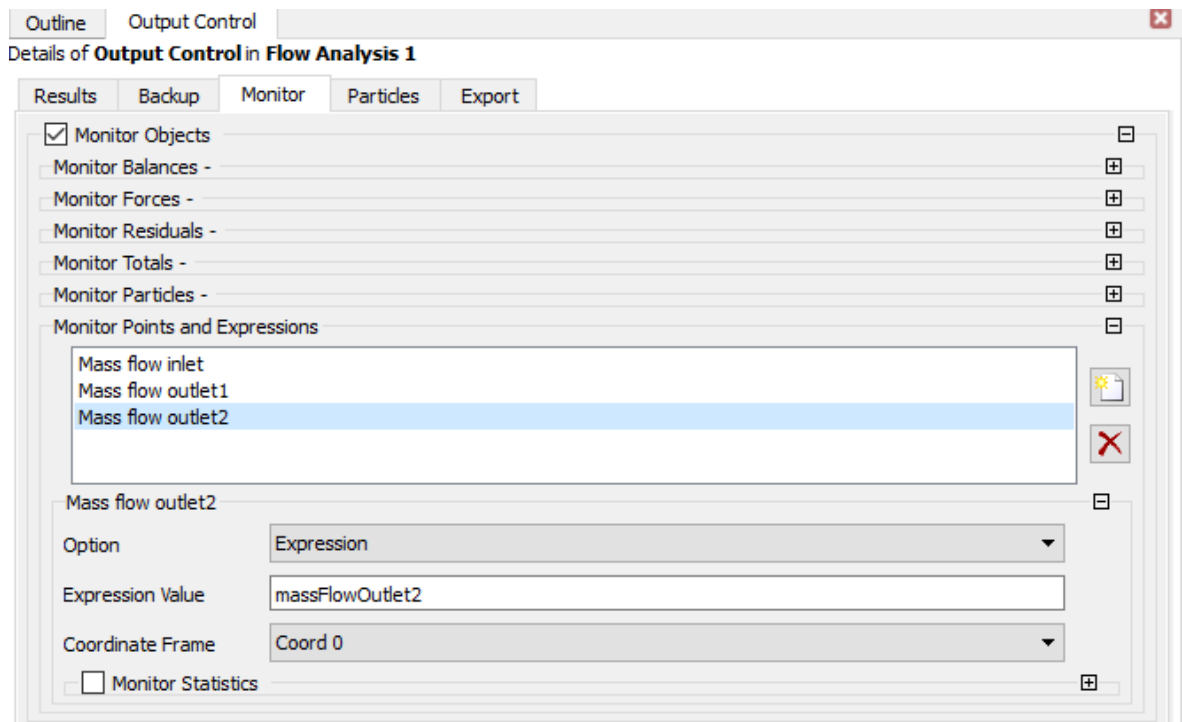 Outline Output Control
Details of Output Control in Flow Analysis 1
Results Backup Monitor Particles Export
Monitor Objects
Monitor Balances -
Monitor Forces -
Monitor Residuals -
Monitor Totals -
Monitor Particles -
Monitor Points and Expressions
Mass flow inlet
Mass flow outlet1
Mass flow outlet2
Mass flow outlet2
Option Expression
Expression Value massFlowOutlet2
Coordinate Frame Coord 0
Monitor Statistics